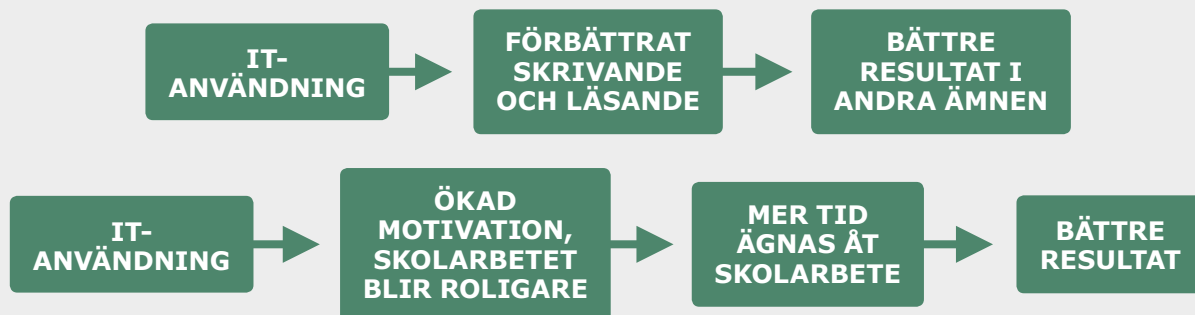 IT-
ANVÄNDNING
FÖRBÄTTRAT
SKRIVANDE
OCH LÄSANDE
BÄTTRE
RESULTAT I
ANDRA ÄMNEN
IT-
ANVÄNDNING
ÖKAD
MOTIVATION,
SKOLARBETET
BLIR ROLIGARE
MER TID
ÄGNAS ÅT
SKOLARBETE
BÄTTRE
RESULTAT